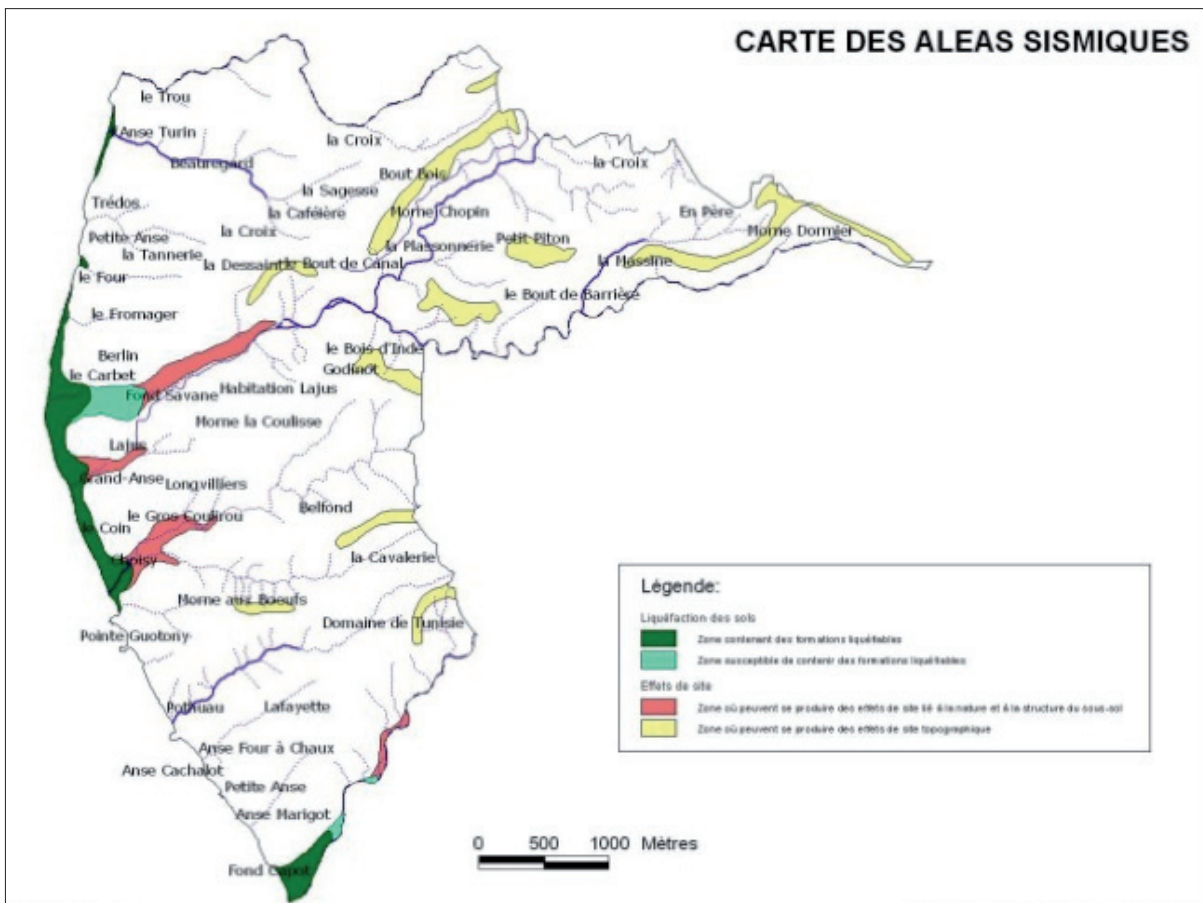 CARTE DES ALEAS SISMIQUES
le Trou
Anse Turin
la Croix
Beauregard
Bout Bois
la Croix
la Sagesse
Trédos
la Caféière
Morne Chopin
En Père
la Croix
Petite Anse
la Tannerie
la Plassonnerie
Petit Piton
Morne Dormier
la Dessaint
le Bout de Canal
la Massine
le Four
le Bout de Barrière
le Fromager
le Bois d'Inde
Berlin
Godinot
le Carbet
Fond Savane
Habitation Lajus
Morne la Coulisse
Lajus
Grand-Anse
Longvilliers
Belfond
le Gros Coulirou
le Coin
Choisy
la Cavalerie
Morne aux Boeufs
Pointe Guotony
Domaine de Tunisie
Pothuau
Lafayette
Anse Four à Chaux
Anse Cachalot
Petite Anse
Anse Marigot
Fond Capot
0 500 1000 Mètres
Légende:
Liquéfaction des sols
Zone contenant des formations liquéfiables
Zone susceptible de contenir des formations liquéfiables
Effets de site
Zone où peuvent se produire des effets de site lié à la nature et à la structure du sous-sol
Zone où peuvent se produire des effets de site topographique